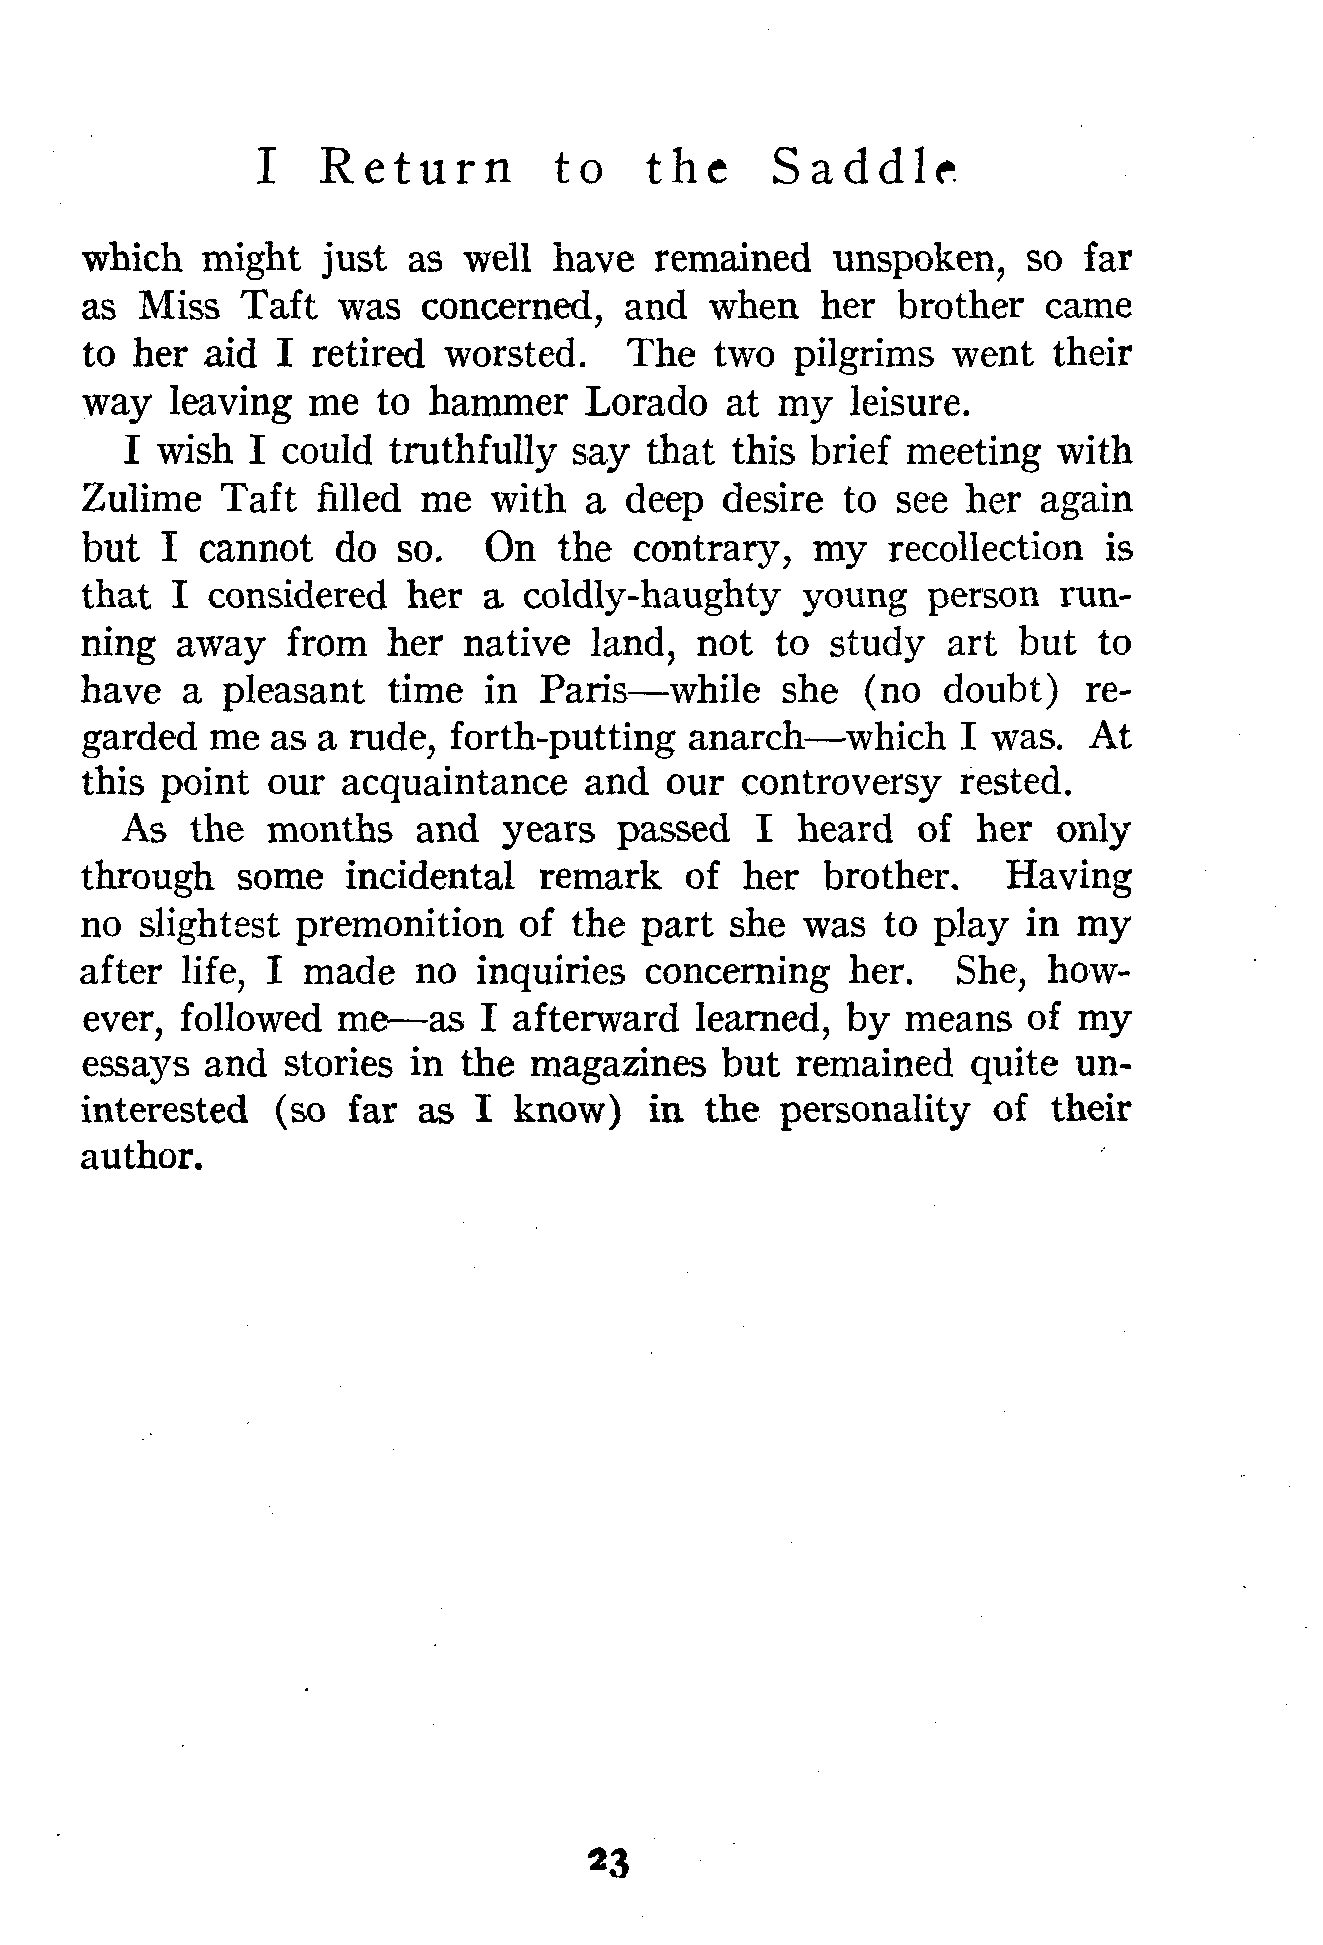 I Return to the Saddle
which might just as well have remained unspoken, so far
as Miss Taft was concerned, and when her brother came
to her aid I retired worsted. The two pilgrims went their
way leaving me to hammer Lorado at my leisure.
I wish I could truthfully say that this brief meeting with
Zulime Taft filled me with a deep desire to see her again
but I cannot do so. On the contrary, my recollection is
that I considered her a coldly-haughty young person run-
ning away from her native land, not to study art but to
have a pleasant time in Paris—while she (no doubt) re-
garded me as a rude, forth-putting anarch—which I was. At
this point our acquaintance and our controversy rested.
As the months and years passed I heard of her only
through some incidental remark of her brother. Having
no slightest premonition of the part she was to play in my
after life, I made no inquiries concerning her. She, how-
ever, followed me—as I afterward learned, by means of my
essays and stories in the magazines but remained quite un-
interested (so far as I know) in the personality of their
author.
23